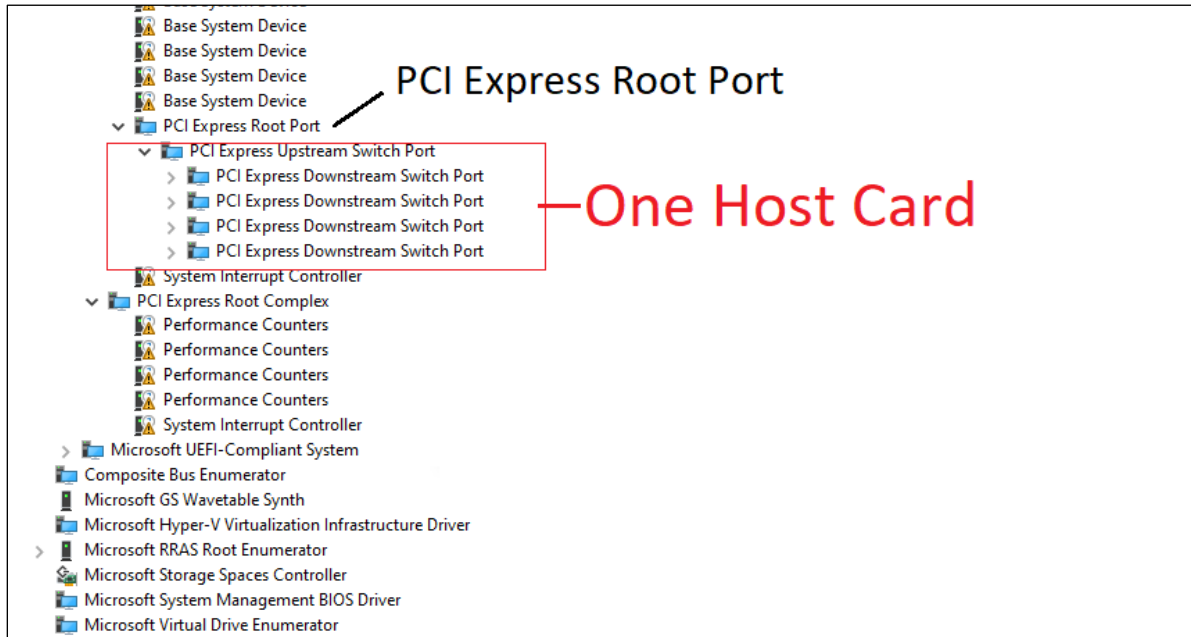 Base System Device
Base System Device
Base System Device
Base System Device
Base System Device
PCI Express Root Port
PCI Express Root Port
PCI Express Upstream Switch Port
PCI Express Downstream Switch Port
PCI Express Downstream Switch Port
PCI Express Downstream Switch Port
PCI Express Downstream Switch Port
One Host Card
System Interrupt Controller
PCI Express Root Complex
Performance Counters
Performance Counters
Performance Counters
Performance Counters
System Interrupt Controller
Microsoft UEFI-Compliant System
Composite Bus Enumerator
Microsoft GS Wavetable Synth
Microsoft Hyper-V Virtualization Infrastructure Driver
Microsoft RRAS Root Enumerator
Microsoft Storage Spaces Controller
Microsoft System Management BIOS Driver
Microsoft Virtual Drive Enumerator